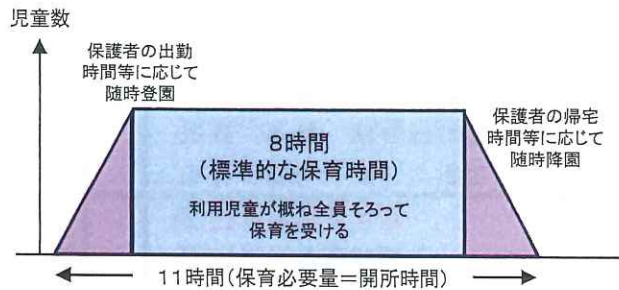 児童数
保護者の出勤
時間等に応じて
随時登園
8時間
(標準的な保育時間)
利用児童が概ね全員そろって
保育を受ける
保護者の帰宅
時間等に応じて
随時降園
11時間(保育必要量=開所時間)